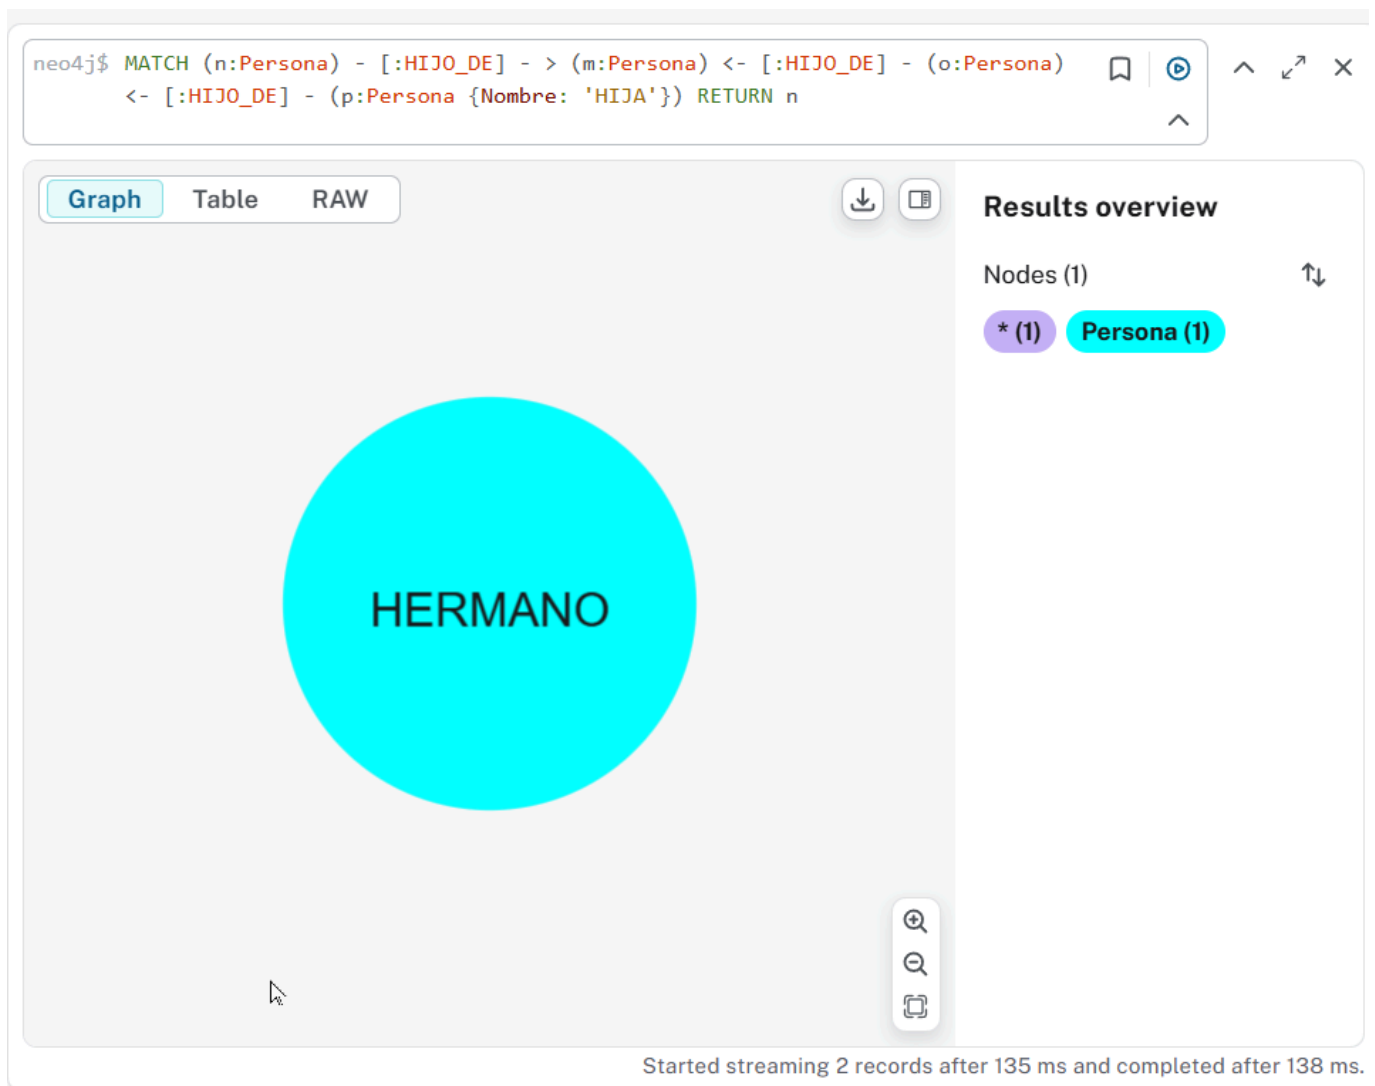 neo4j$ MATCH (n:Persona) - [:HIJO_DE] - > (m:Persona) <- [:HIJO_DE] - (o:Persona)
<- [:HIJO_DE] - (p:Persona {Nombre: 'HIJA'}) RETURN n
Graph Table RAW
Results overview
Nodes (1)
* (1) Persona (1)
HERMANO
Started streaming 2 records after 135 ms and completed after 138 ms.